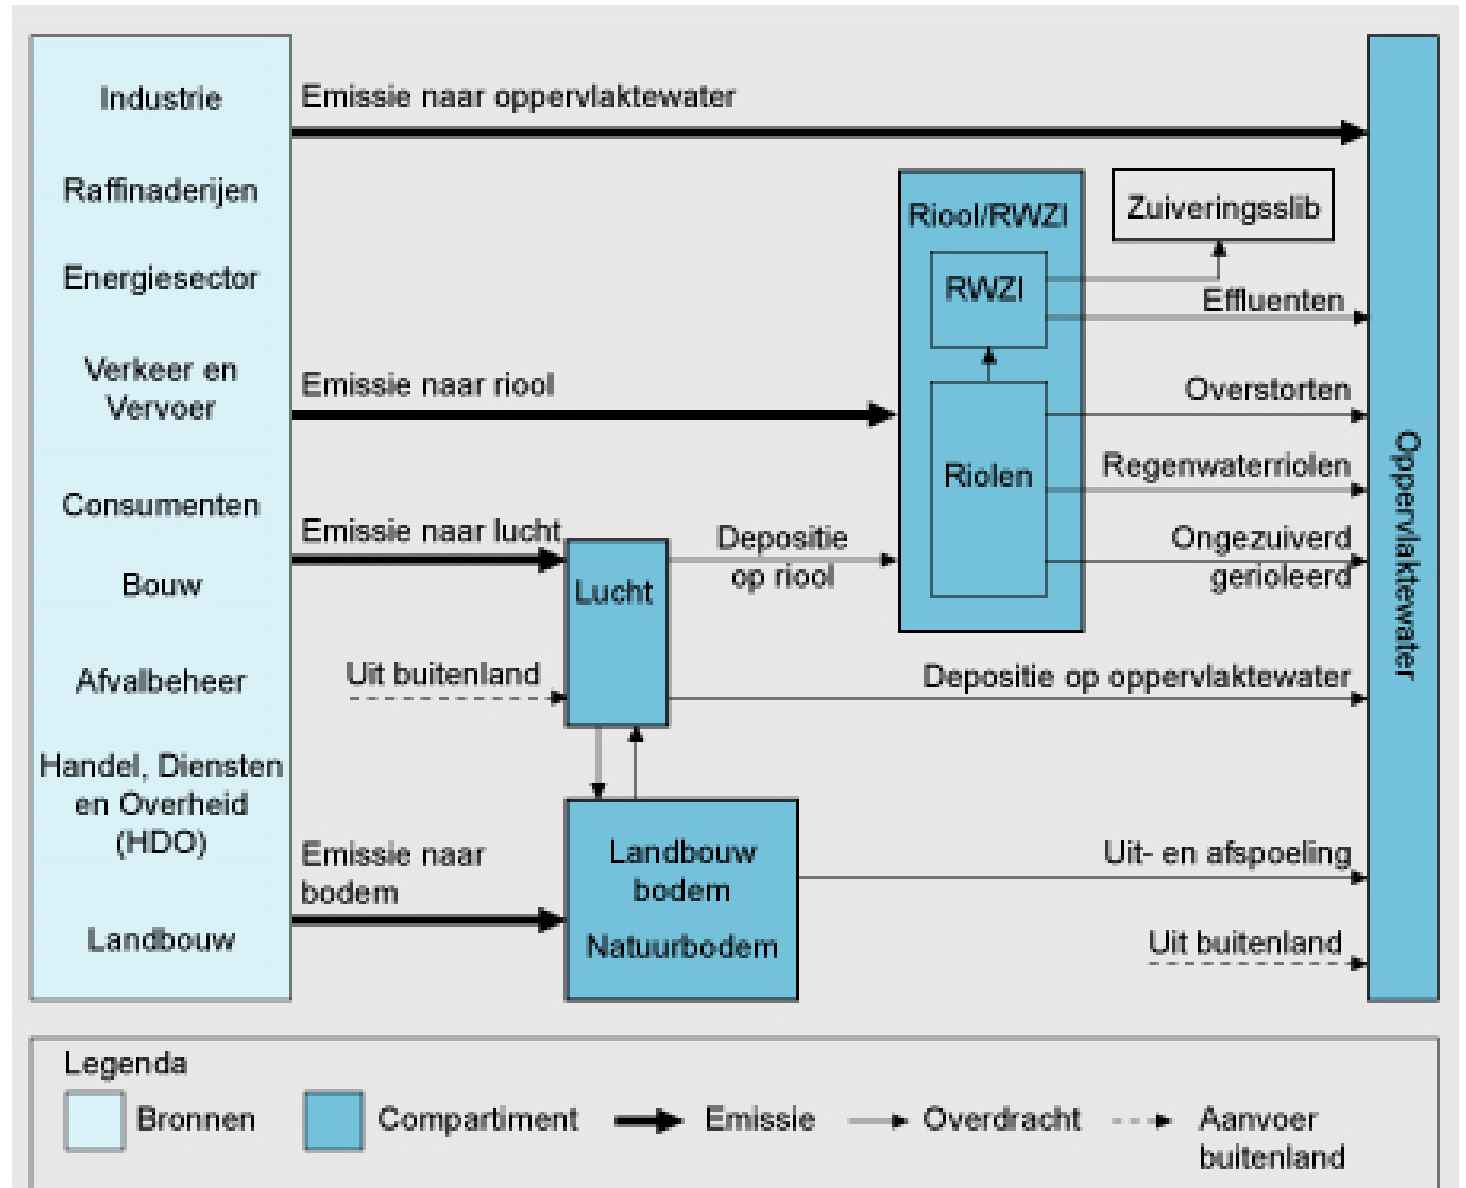 Industrie
Raffinaderijen
Energiesector
Verkeer en
Vervoer
Consumenten
Bouw
Afvalbeheer
Handel, Diensten
en Overheid
(HDO)
Landbouw
Emissie naar oppervlaktewater
Emissie naar riool
Emissie naar lucht
Uit buitenland
Emissie naar
bodem
Lucht
Depositie
op riool
Landbouw
bodem
Natuurbodem
Riool/RWZI
RWZI
Riolen
Zuiveringsslib
Effluenten
Overstorten
Regenwaterriolen
Ongezuiverd
gerioleerd
Depositie op oppervlaktewater
Uit- en afspoeling
Uit buitenland
Oppervlaktewater
Legenda
Bronnen
Compartiment
Emissie
Overdracht
Aanvoer
buitenland